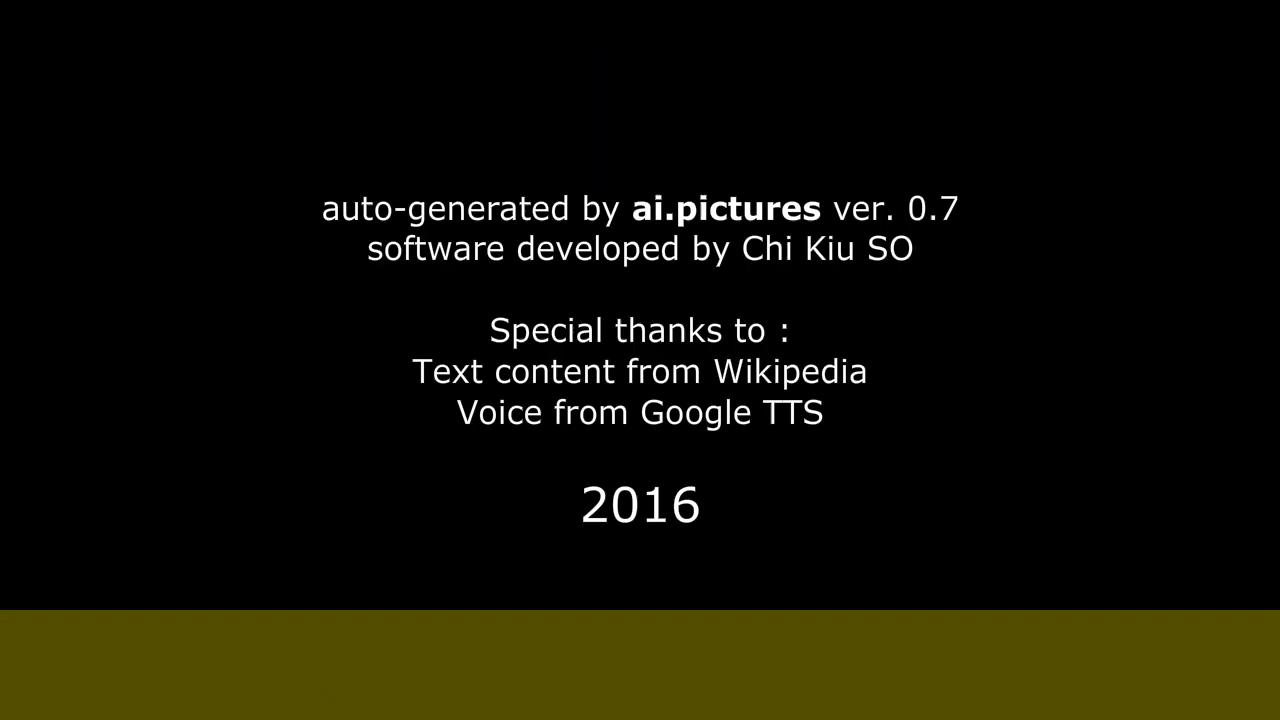 auto-generated by ai.pictures ver. 0.7
software developed by Chi Kiu SO
Special thanks to :
Text content from Wikipedia
Voice from Google TTS
2016